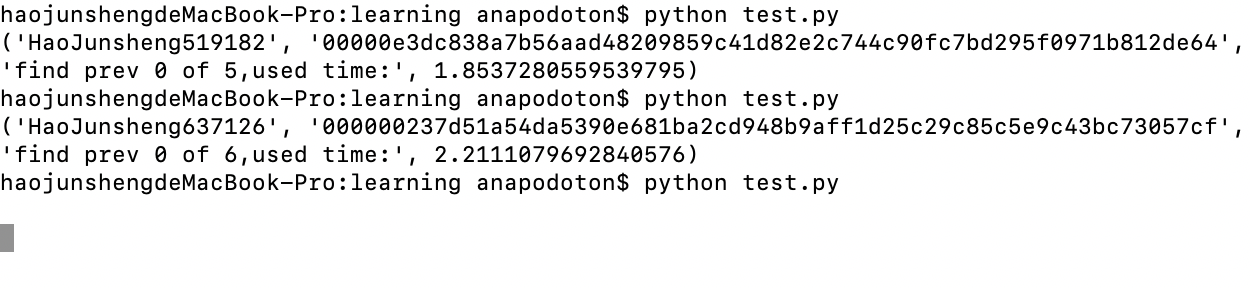 haojunshengdeMacBook-Pro:learning anapodoton$ python test.py
('HaoJunsheng519182', '00000e3dc838a7b56aad48209859c41d82e2c744c90fc7bd295f0971b812de64',
'find prev 0 of 5,used time:', 1.8537280559539795)
haojunshengdeMacBook-Pro:learning anapodoton$ python test.py
('HaoJunsheng637126', '000000237d51a54da5390e681ba2cd948b9aff1d25c29c85c5e9c43bc73057cf',
'find prev 0 of 6,used time:', 2.2111079692840576)
haojunshengdeMacBook-Pro:learning anapodoton$ python test.py